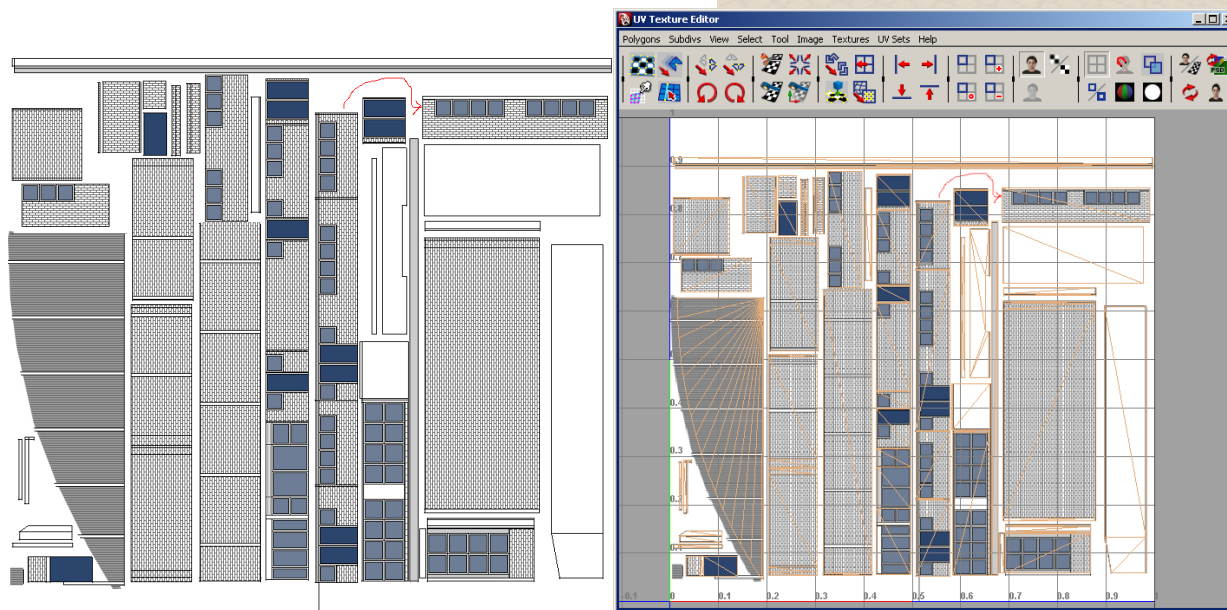 UV Texture Editor
Polygons Subdivs View Select Tool Image Textures UV Sets Help
1
0.9
0.8
0.7
0.4
0.3
0.2
0.1
-0.1 0 0.1 0.2 0.3 0.4 0.5 0.6 0.7 0.8 0.9 1